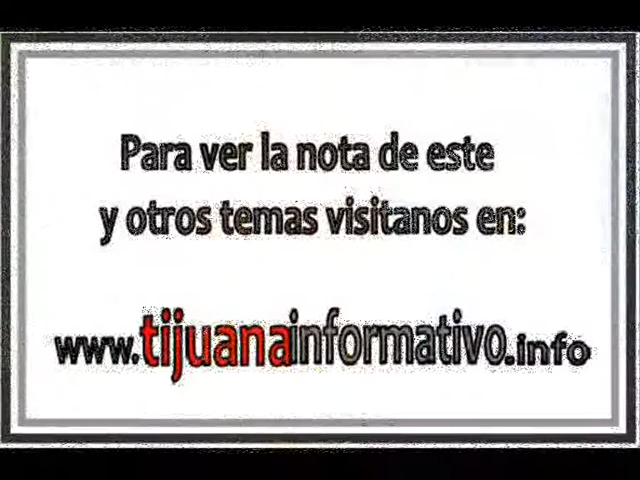 Para ver la nota de este
y otros temas visitanos en:
www.tijuanainformativo.info